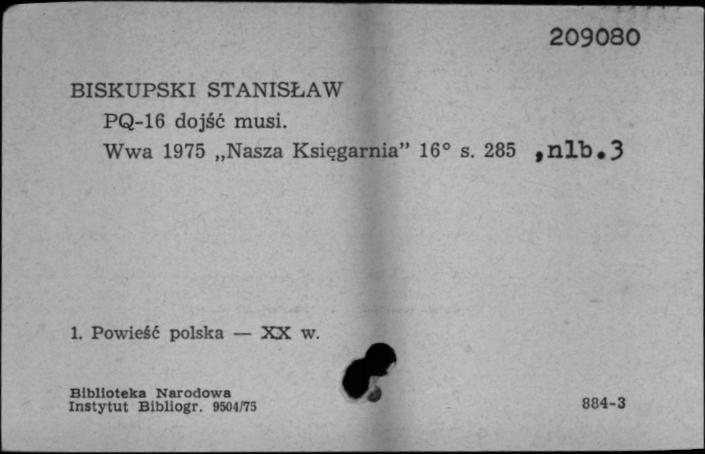 209080
BISKUPSKI STANISŁAW
PQ-16 dojść musi.
Wwa 1975 „Nasza Księgarnia” 16° s. 285 ,nlb.3
1. Powieść polska — XX w.
Biblioteka Narodowa
Instytut Bibliogr. 9504/75
884-3